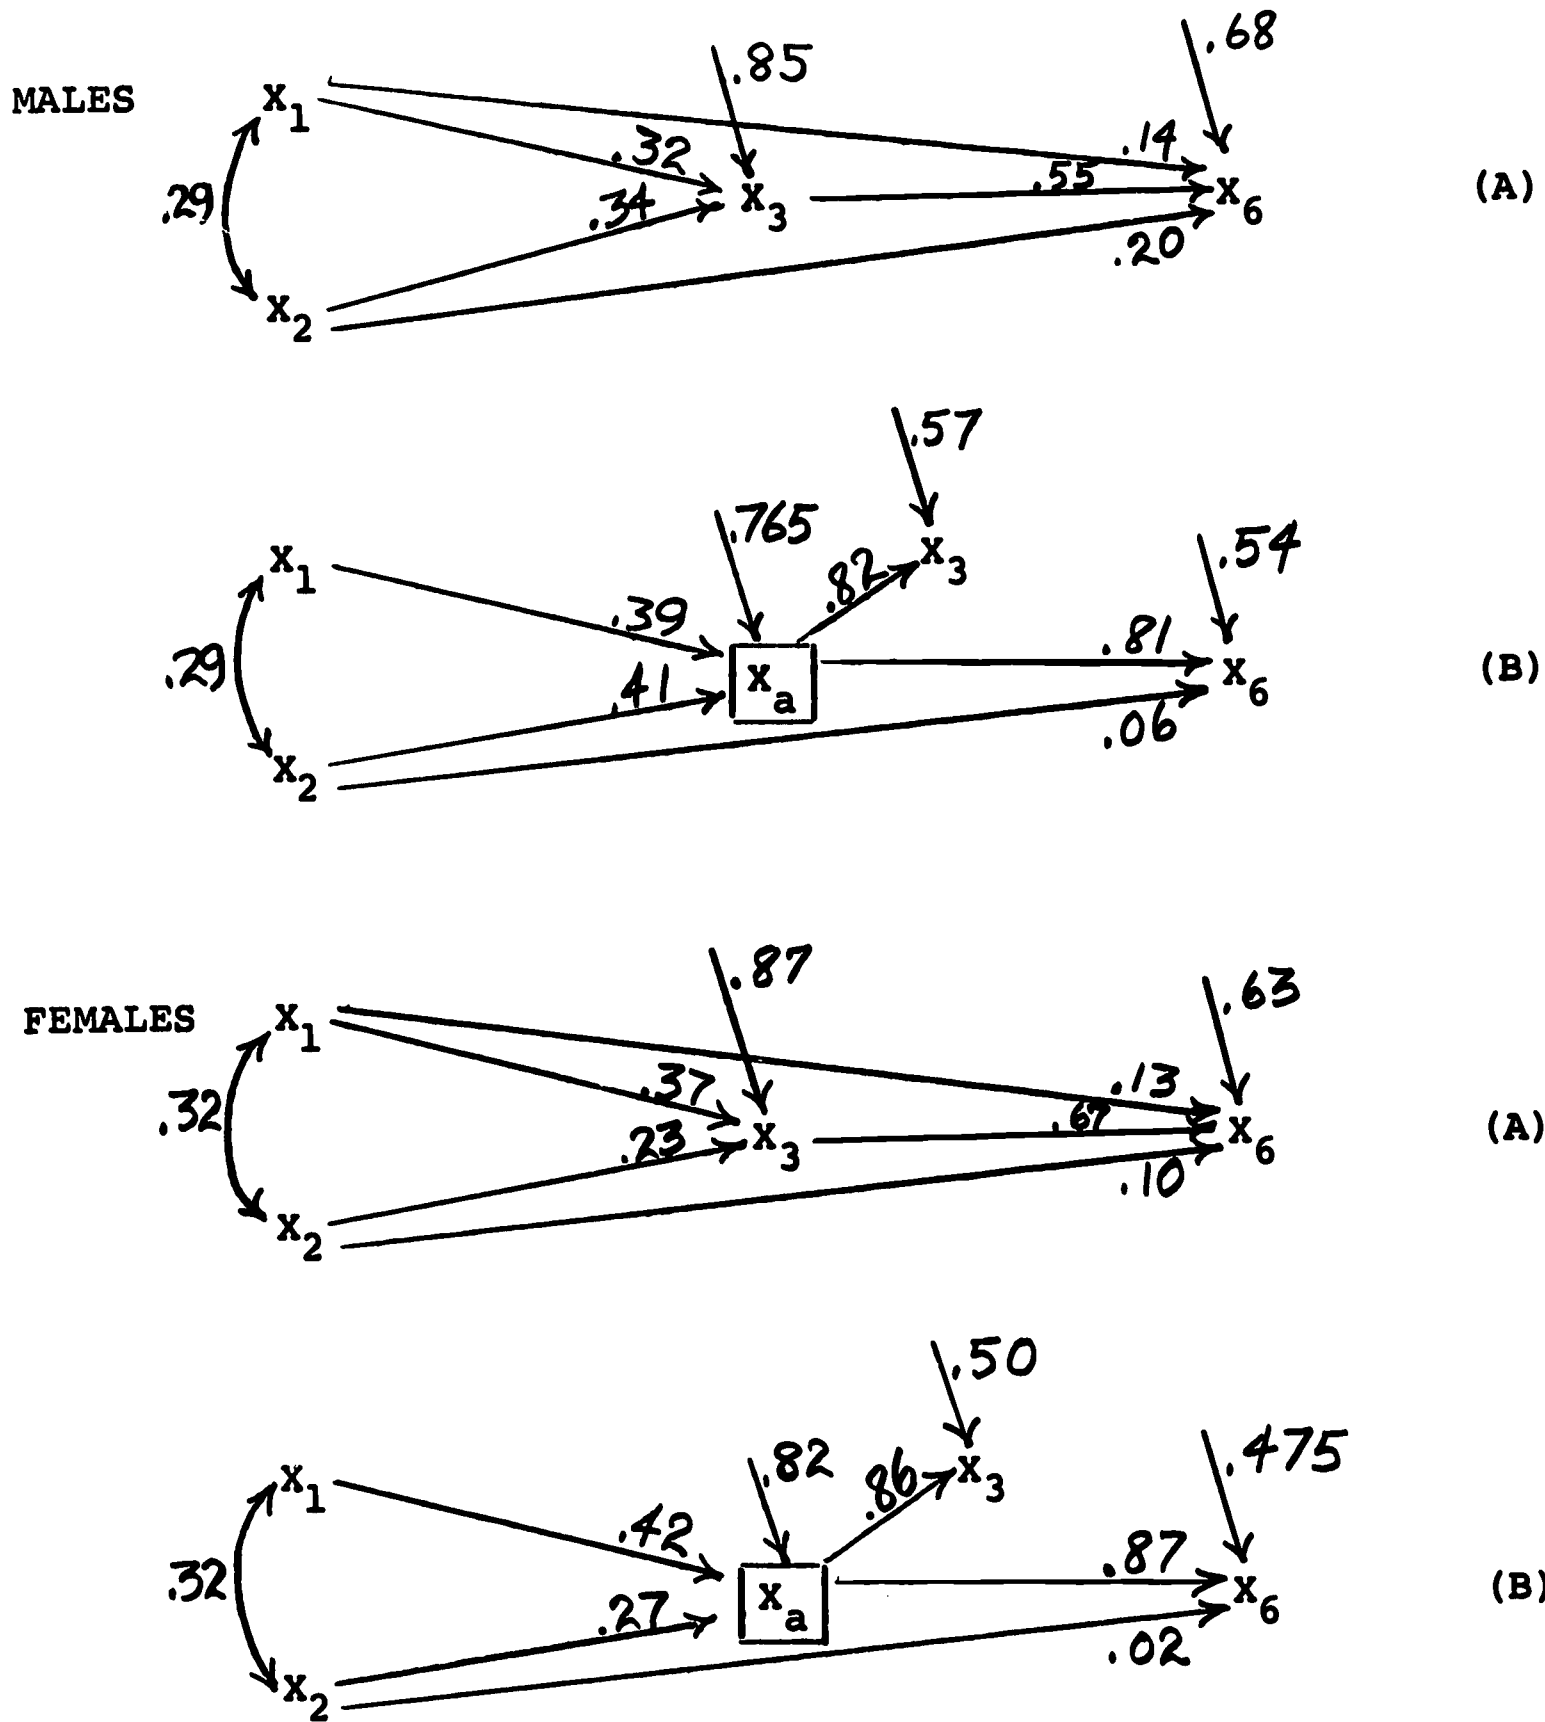 .68
.85
MALES X1
.14
.32
.55
X3 X6 (A)
.29
.34
.20
X2
.57
.765
.54
X1 X3
.82
.39
.81
.29
Xa X6 (B)
.41
.06
X2
.87
.63
FEMALES X1
.37
.13
.67
.32
.23
X3 X6 (A)
.10
X2
.50
.82
.475
X1 X3
.86
.42
.87
.32
Xa X6 (B)
.27
.02
X2